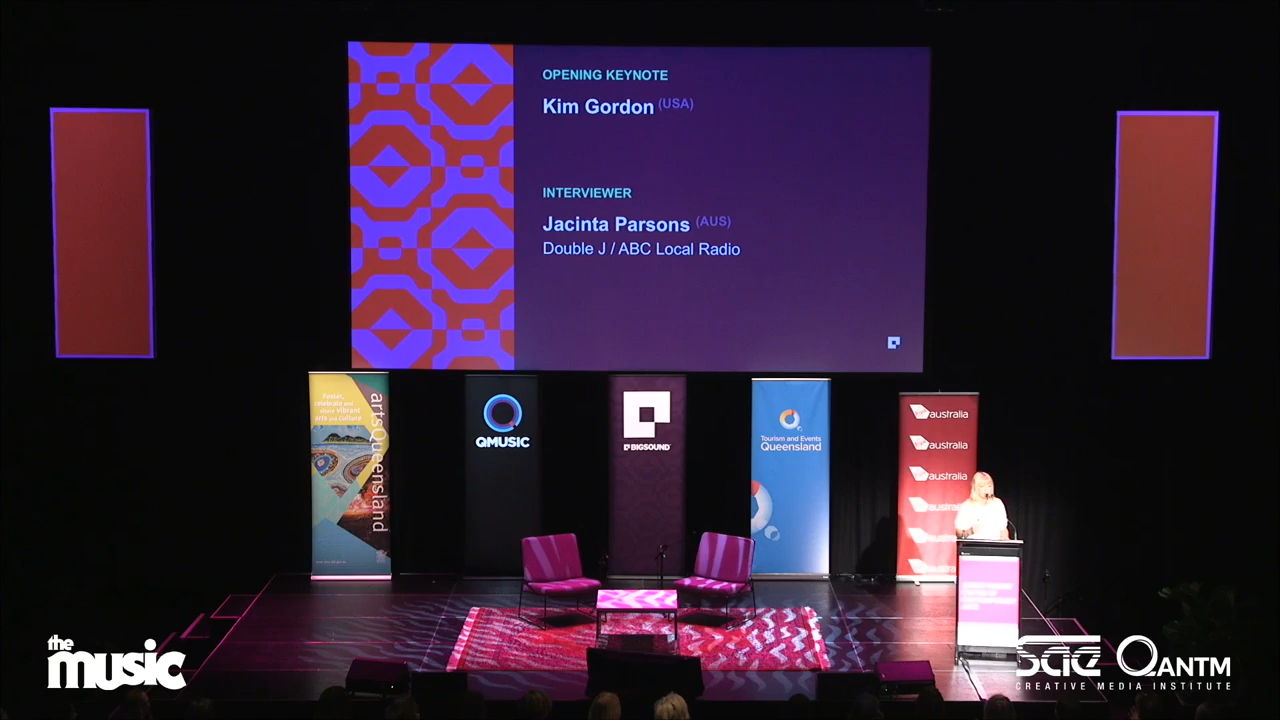 OPENING KEYNOTE
Kim Gordon (USA)
INTERVIEWER
Jacinta Parsons (AUS)
Double J / ABC Local Radio
Foster,
celebrate and
share vibrant
arts and culture
artsQueensland
QMUSIC
BIGSOUND
Tourism and Events
Queensland
australia
australia
australia
australia
the
music
sae QANTM
CREATIVE MEDIA INSTITUTE